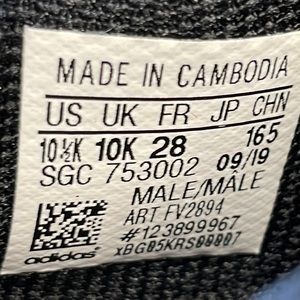 MADE IN CAMBODIA
US UK FR JP CHN
10½K 10K 28 165
SGC 753002 09/19
MALE/MÂLE
ART FV2894
#123899967
xBG05KRS00007
adidas